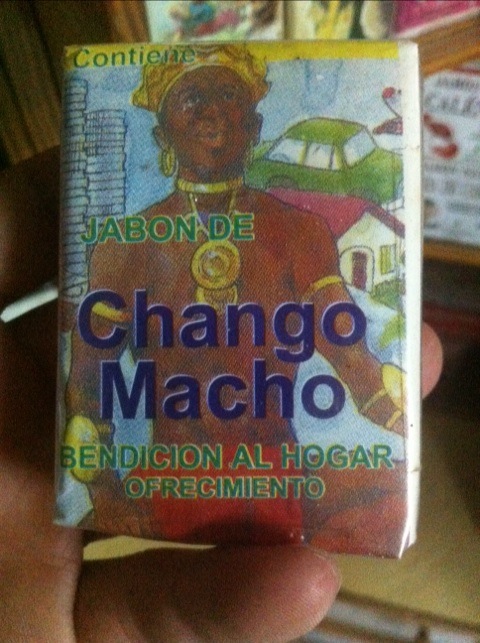 Contiene
JABON DE
Chango
Macho
BENDICION AL HOGAR
OFRECIMIENTO